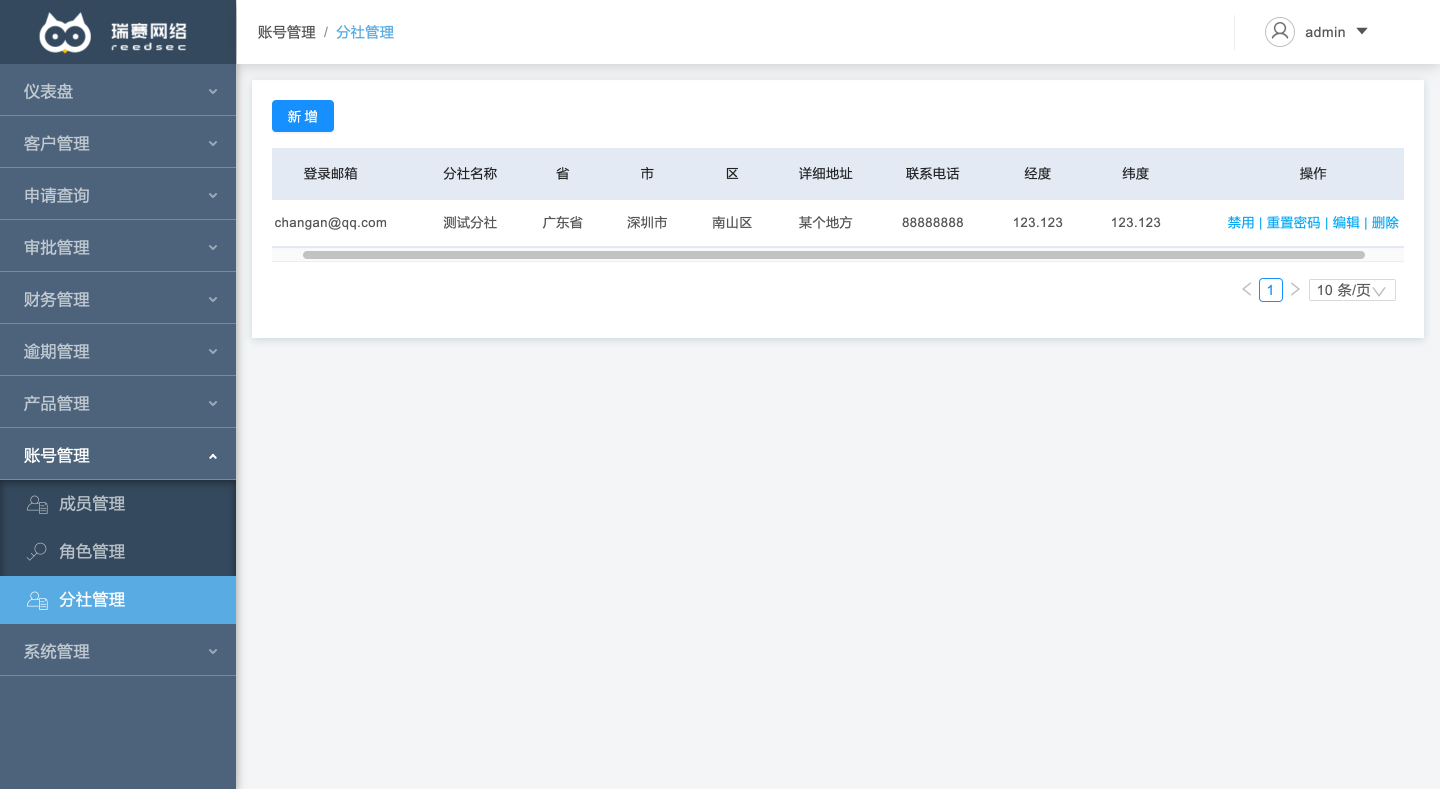 瑞赛网络
reedsec
账号管理 / 分社管理
admin
仪表盘
客户管理
申请查询
审批管理
财务管理
逾期管理
产品管理
账号管理
成员管理
角色管理
分社管理
系统管理
新 增
登录邮箱 分社名称 省 市 区 详细地址 联系电话 经度 纬度 操作
changan@qq.com 测试分社 广东省 深圳市 南山区 某个地方 88888888 123.123 123.123 禁用 | 重置密码 | 编辑 | 删除
1 10 条/页